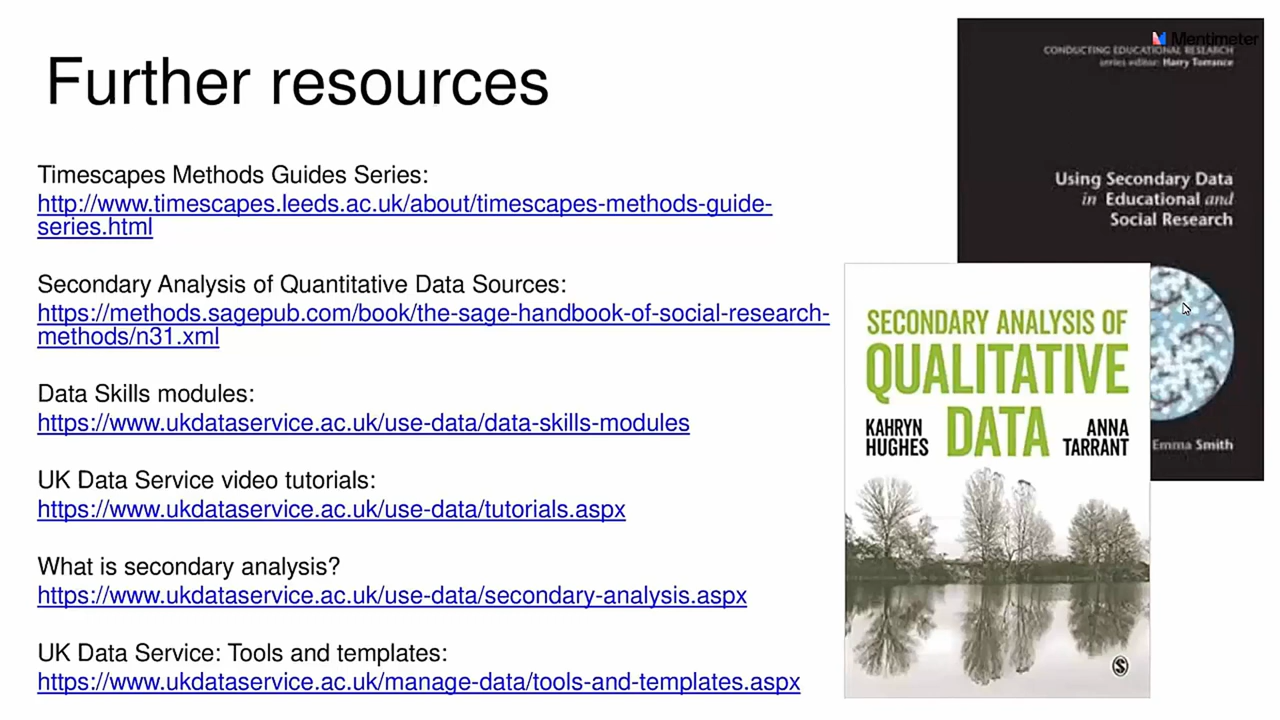 Further resources
Timescapes Methods Guides Series:
http://www.timescapes.leeds.ac.uk/about/timescapes-methods-guide-
series.html
Secondary Analysis of Quantitative Data Sources:
https://methods.sagepub.com/book/the-sage-handbook-of-social-research-
methods/n31.xml
Data Skills modules:
https://www.ukdataservice.ac.uk/use-data/data-skills-modules
UK Data Service video tutorials:
https://www.ukdataservice.ac.uk/use-data/tutorials.aspx
What is secondary analysis?
https://www.ukdataservice.ac.uk/use-data/secondary-analysis.aspx
UK Data Service: Tools and templates:
https://www.ukdataservice.ac.uk/manage-data/tools-and-templates.aspx
Mentimeter
CONDUCTING EDUCATIONAL RESEARCH
series editor: Harry Torrance
Using Secondary Data
in Educational and
Social Research
Emma Smith
SECONDARY ANALYSIS OF
QUALITATIVE
DATA
KAHRYN
HUGHES
ANNA
TARRANT
S